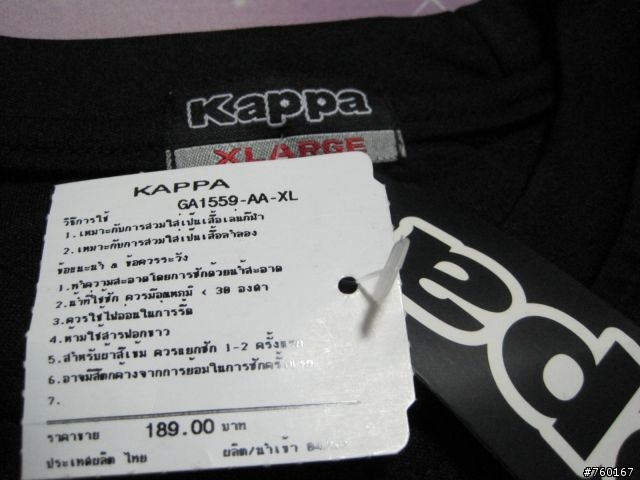 Kappa
XLARGE
KAPPA
GA1559-AA-XL
วิธีการใช้
1.เหมาะกับการสวมใส่เป็นเสื้อเล่นกีฬา
2.เหมาะกับการสวมใส่เป็นเสื้อลำลอง
ข้อแนะนำ & ข้อควรระวัง
1.ทำความสะอาดโดยการซักด้วยน้ำสะอาด
2.น้ำที่ใช้ซัก ควรมีอุณหภูมิ < 30 องศา
3.ควรใช้ไฟอ่อนในการรีด
4.ห้ามใช้สารฟอกขาว
5.สำหรับผ้าสีเข้ม ควรแยกซัก 1-2 ครั้งแรก
6.อาจมีสีตกค้างจากการย้อมในการซักครั้งแรก
7.
ราคาขาย 189.00 บาท
ประเทศผลิต ไทย ผลิต/นำเข้า
#760167